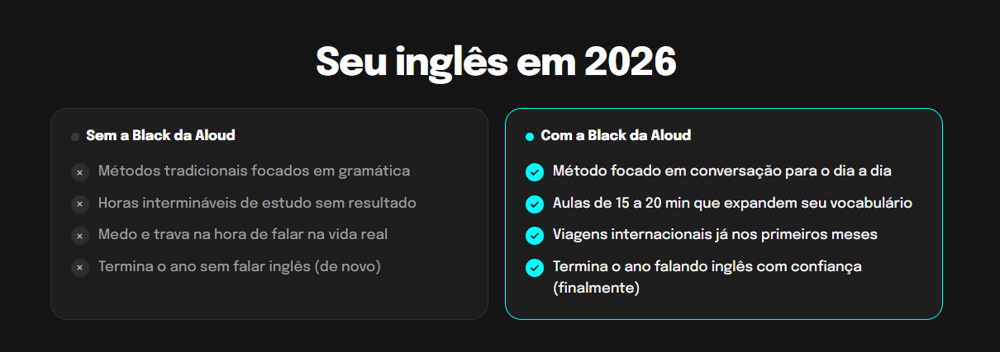 Seu inglês em 2026
Sem a Black da Aloud
Métodos tradicionais focados em gramática
Horas intermináveis de estudo sem resultado
Medo e trava na hora de falar na vida real
Termina o ano sem falar inglês (de novo)
Com a Black da Aloud
Método focado em conversação para o dia a dia
Aulas de 15 a 20 min que expandem seu vocabulário
Viagens internacionais já nos primeiros meses
Termina o ano falando inglês com confiança
(finalmente)